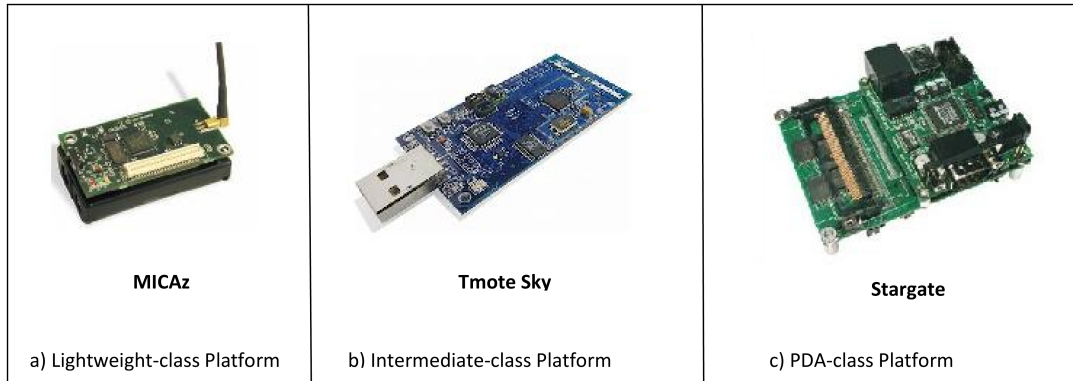 MICAz
Tmote Sky
Stargate
a) Lightweight-class Platform
b) Intermediate-class Platform
c) PDA-class Platform